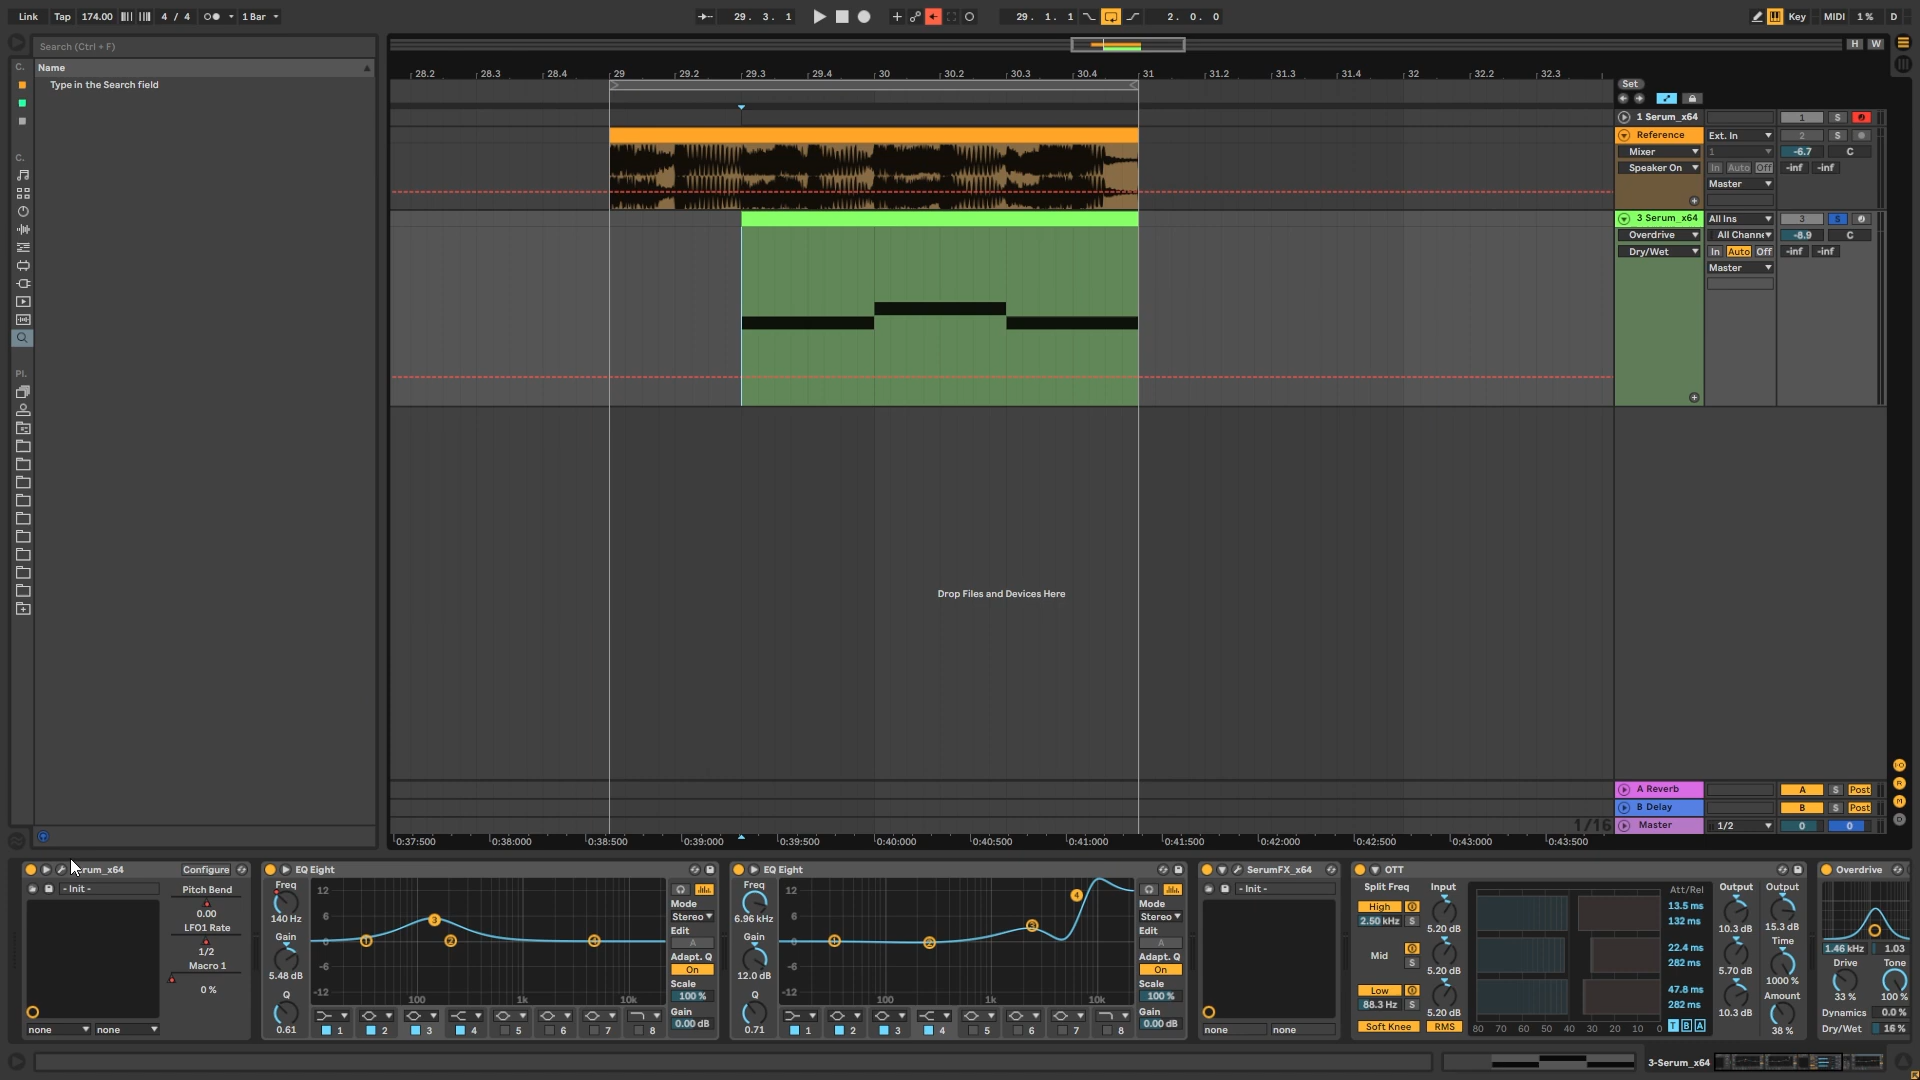 Link Tap 174.00 4 / 4 1 Bar 29. 3. 1 29. 1. 1 2. 0. 0 Key MIDI 1 % D
Search (Ctrl + F)
H W
C. Name
Type in the Search field
28.2 28.3 28.4 29 29.2 29.3 29.4 30 30.2 30.3 30.4 31 31.2 31.3 31.4 32 32.2 32.3
Set
1 Serum_x64 1 S
Reference Ext. In 2 S
Mixer 1 -6.7 C
Speaker On In Auto Off -inf -inf
Master
C.
3 Serum_x64 All Ins 3 S
Overdrive All Channe -8.9 C
Dry/Wet In Auto Off -inf -inf
Master
Pl.
Drop Files and Devices Here
A Reverb A S Post
B Delay B S Post
1/16 Master 1/2 0 0
0:37:500 0:38:000 0:38:500 0:39:000 0:39:500 0:40:000 0:40:500 0:41:000 0:41:500 0:42:000 0:42:500 0:43:000 0:43:500
rum_x64 Configure
- Init -
Pitch Bend
0.00
LFO1 Rate
1/2
Macro 1
0 %
none none
EQ Eight
Freq
140 Hz
Gain
5.48 dB
Q
0.61
12
6
0
-6
-12
100 1k 10k
1 2 3 4 5 6 7 8
Mode
Stereo
Edit
A
Adapt. Q
On
Scale
100 %
Gain
0.00 dB
EQ Eight
Freq
6.96 kHz
Gain
12.0 dB
Q
0.71
12
6
0
-6
-12
100 1k 10k
1 2 3 4 5 6 7 8
Mode
Stereo
Edit
A
Adapt. Q
On
Scale
100 %
Gain
0.00 dB
SerumFX_x64
- Init -
none none
OTT
Split Freq Input
High
2.50 kHz S 5.20 dB
Mid S 5.20 dB
Low
88.3 Hz S 5.20 dB
Soft Knee RMS
80 70 60 50 40 30 20 10 0
Att/Rel
13.5 ms
132 ms
22.4 ms
282 ms
47.8 ms
282 ms
T B A
Output
10.3 dB
5.70 dB
10.3 dB
Output
15.3 dB
Time
1000 %
Amount
38 %
Overdrive
1.46 kHz 1.03
Drive Tone
33 % 100 %
Dynamics 0.0 %
Dry/Wet 16 %
3-Serum_x64